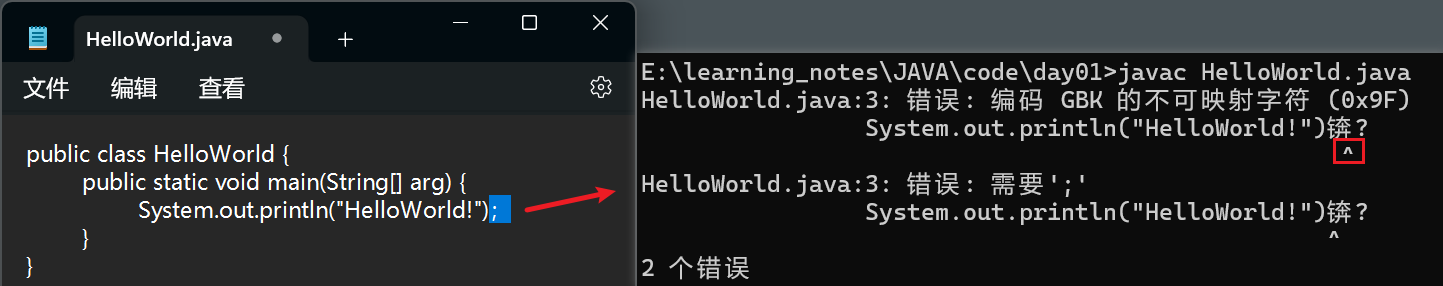 HelloWorld.java
文件 编辑 查看
public class HelloWorld {
public static void main(String[] arg) {
System.out.println("HelloWorld!");
}
}
E:\learning_notes\JAVA\code\day01>javac HelloWorld.java
HelloWorld.java:3: 错误: 编码 GBK 的不可映射字符 (0x9F)
System.out.println("HelloWorld!")锛?
^
HelloWorld.java:3: 错误: 需要';'
System.out.println("HelloWorld!")锛?
^
2 个错误